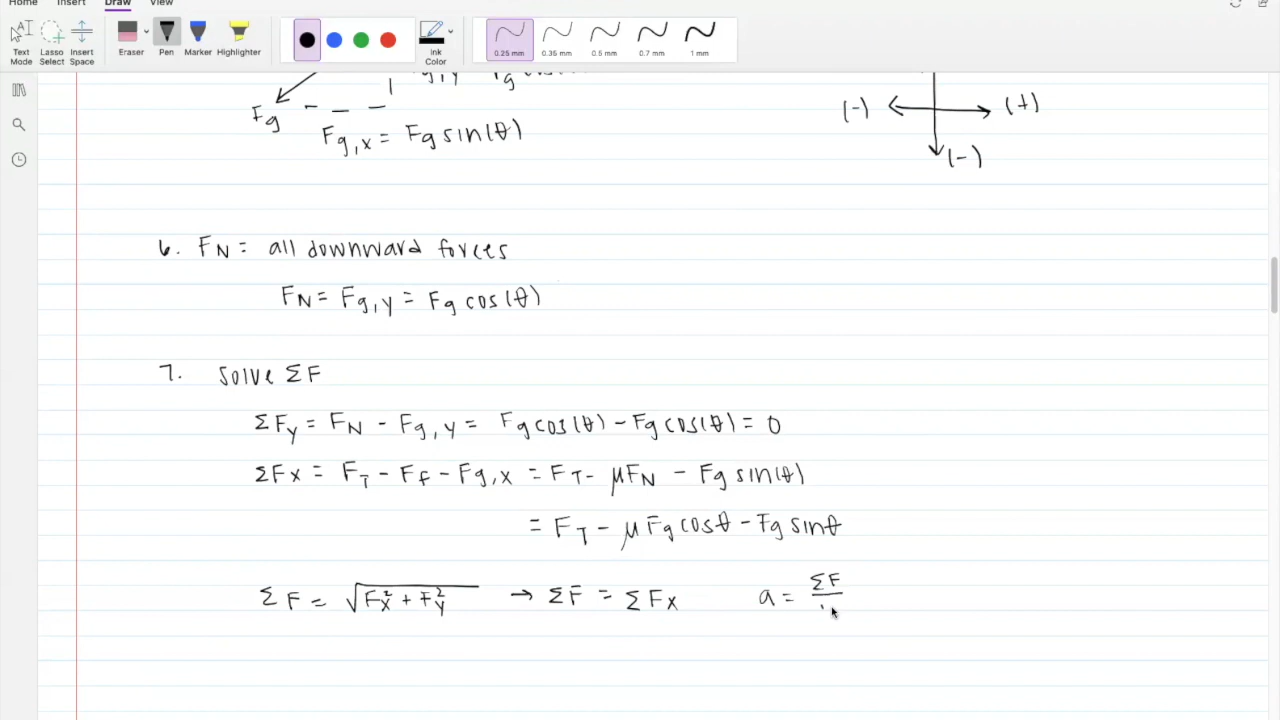 Home Insert Draw View
Text Mode Lasso Select Insert Space Eraser Pen Marker Highlighter Ink Color 0.25 mm 0.35 mm 0.5 mm 0.7 mm 1 mm
Fg
Fg,x = Fg sin(θ)
(-) (+)
(-)
6. FN = all downward forces
FN = Fg,y = Fg cos(θ)
7. Solve ΣF
ΣFy = FN - Fg,y = Fg cos(θ) - Fg cos(θ) = 0
ΣFx = FT - Ff - Fg,x = FT - μFN - Fg sin(θ)
= FT - μFg cosθ - Fg sinθ
ΣF = √Fx² + Fy² → ΣF = ΣFx a = ΣF